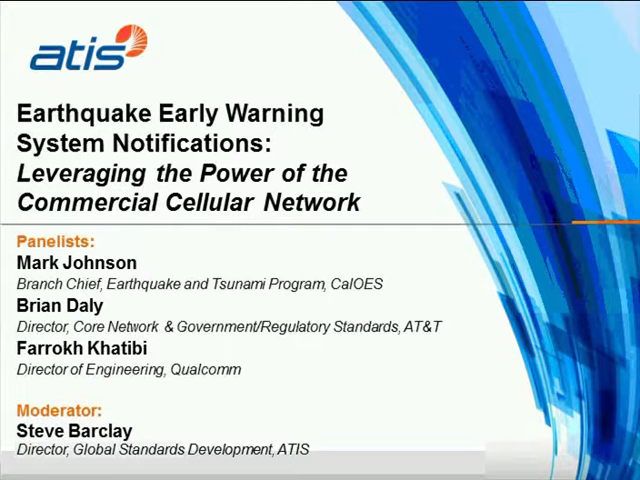 atis
Earthquake Early Warning
System Notifications:
Leveraging the Power of the
Commercial Cellular Network
Panelists:
Mark Johnson
Branch Chief, Earthquake and Tsunami Program, CalOES
Brian Daly
Director, Core Network & Government/Regulatory Standards, AT&T
Farrokh Khatibi
Director of Engineering, Qualcomm
Moderator:
Steve Barclay
Director, Global Standards Development, ATIS